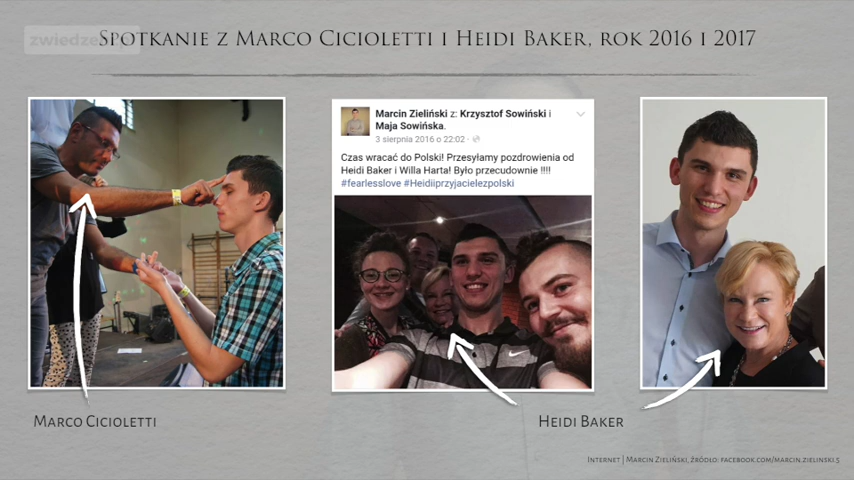 Spotkanie z Marco Cicioletti i Heidi Baker, rok 2016 i 2017
Marcin Zieliński z: Krzysztof Sowiński i
Maja Sowińska.
3 sierpnia 2016 o 22:02 ·
Czas wracać do Polski! Przesyłamy pozdrowienia od
Heidi Baker i Willa Harta! Było przecudownie !!!!
#fearlesslove #Heidiiprzyjacielezpolski
Marco Cicioletti
Heidi Baker
Internet | Marcin Zieliński, źródło: facebook.com/marcin.zielinski.5